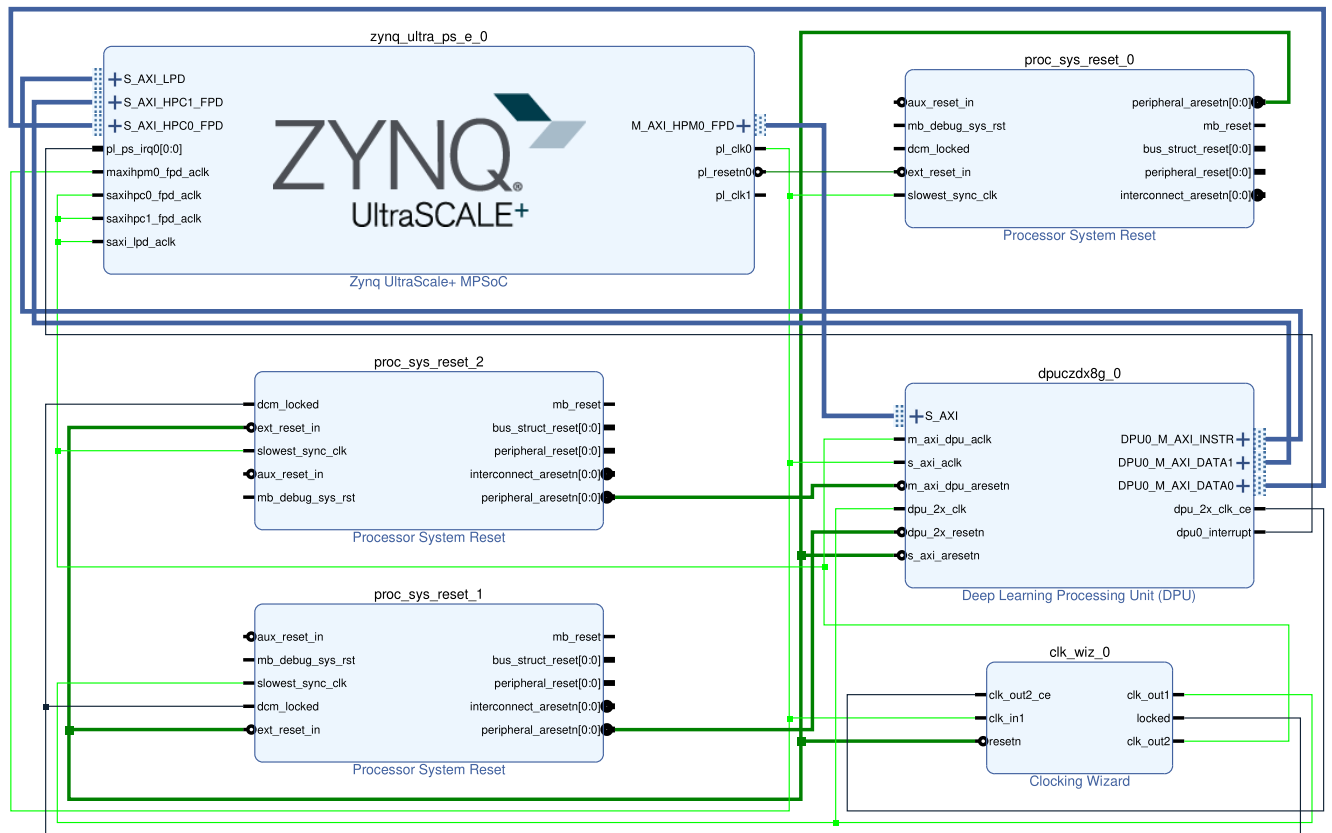 zynq_ultra_ps_e_0
S_AXI_LPD
S_AXI_HPC1_FPD
S_AXI_HPC0_FPD
pl_ps_irq0[0:0]
maxihpm0_fpd_aclk
saxihpc0_fpd_aclk
saxihpc1_fpd_aclk
saxi_lpd_aclk
ZYNQ®
UltraSCALE+
M_AXI_HPM0_FPD
pl_clk0
pl_resetn0
pl_clk1
Zynq UltraScale+ MPSoC
proc_sys_reset_0
aux_reset_in
mb_debug_sys_rst
dcm_locked
ext_reset_in
slowest_sync_clk
peripheral_aresetn[0:0]
mb_reset
bus_struct_reset[0:0]
peripheral_reset[0:0]
interconnect_aresetn[0:0]
Processor System Reset
proc_sys_reset_2
dcm_locked
ext_reset_in
slowest_sync_clk
aux_reset_in
mb_debug_sys_rst
mb_reset
bus_struct_reset[0:0]
peripheral_reset[0:0]
interconnect_aresetn[0:0]
peripheral_aresetn[0:0]
Processor System Reset
dpuczdx8g_0
S_AXI
m_axi_dpu_aclk
s_axi_aclk
m_axi_dpu_aresetn
dpu_2x_clk
dpu_2x_resetn
s_axi_aresetn
DPU0_M_AXI_INSTR
DPU0_M_AXI_DATA1
DPU0_M_AXI_DATA0
dpu_2x_clk_ce
dpu0_interrupt
Deep Learning Processing Unit (DPU)
proc_sys_reset_1
aux_reset_in
mb_debug_sys_rst
slowest_sync_clk
dcm_locked
ext_reset_in
mb_reset
bus_struct_reset[0:0]
peripheral_reset[0:0]
interconnect_aresetn[0:0]
peripheral_aresetn[0:0]
Processor System Reset
clk_wiz_0
clk_out2_ce
clk_in1
resetn
clk_out1
locked
clk_out2
Clocking Wizard